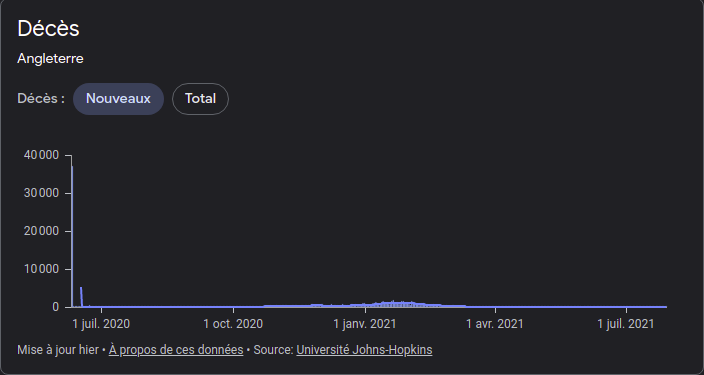 Décès
Angleterre
Décès : Nouveaux Total
40 000
30 000
20 000
10 000
0
1 juil. 2020 1 oct. 2020 1 janv. 2021 1 avr. 2021 1 juil. 2021
Mise à jour hier • À propos de ces données • Source: Université Johns-Hopkins